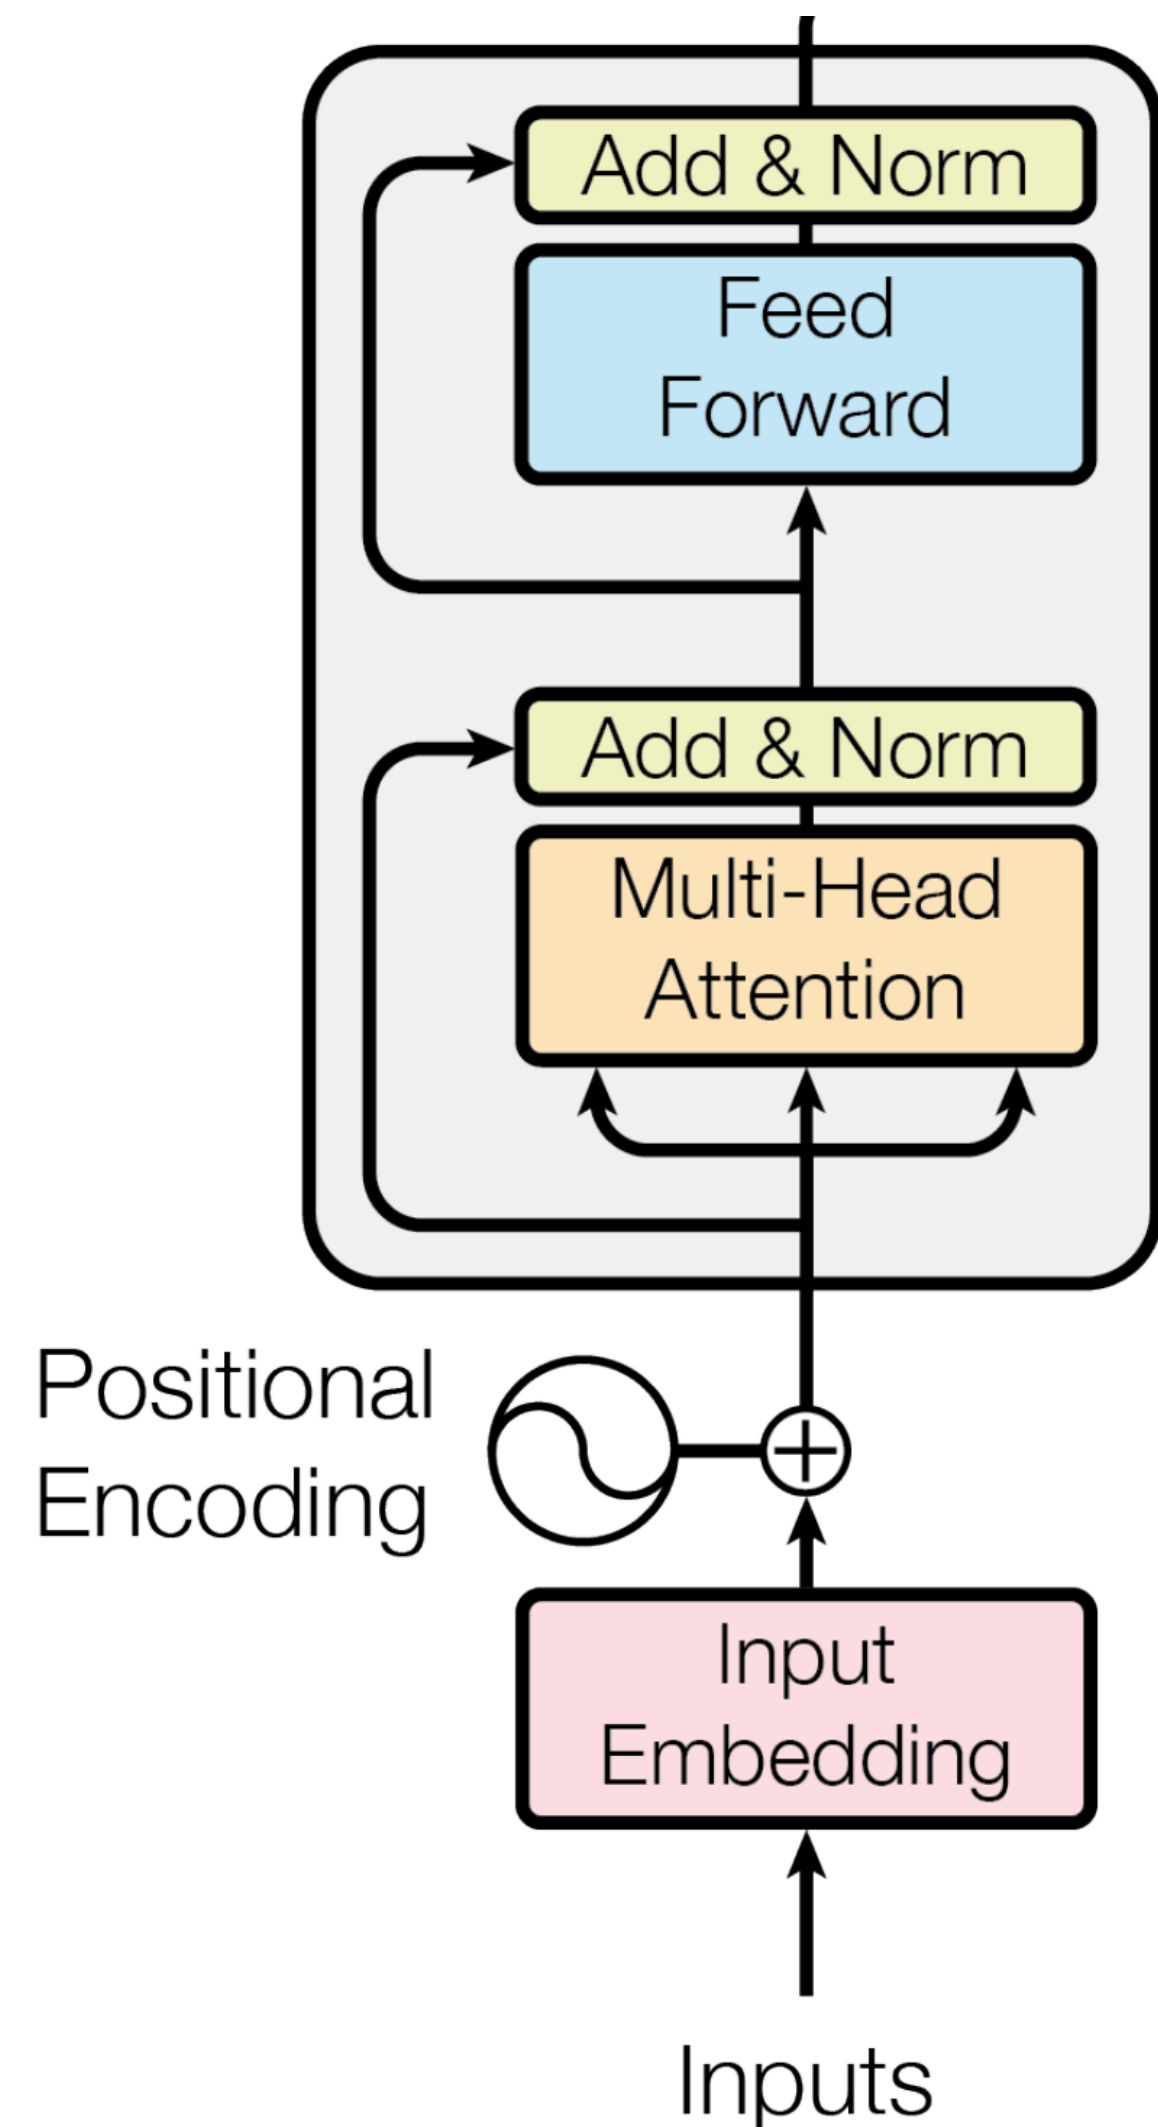 Add & Norm
Feed
Forward
Add & Norm
Multi-Head
Attention
Positional
Encoding
Input
Embedding
Inputs